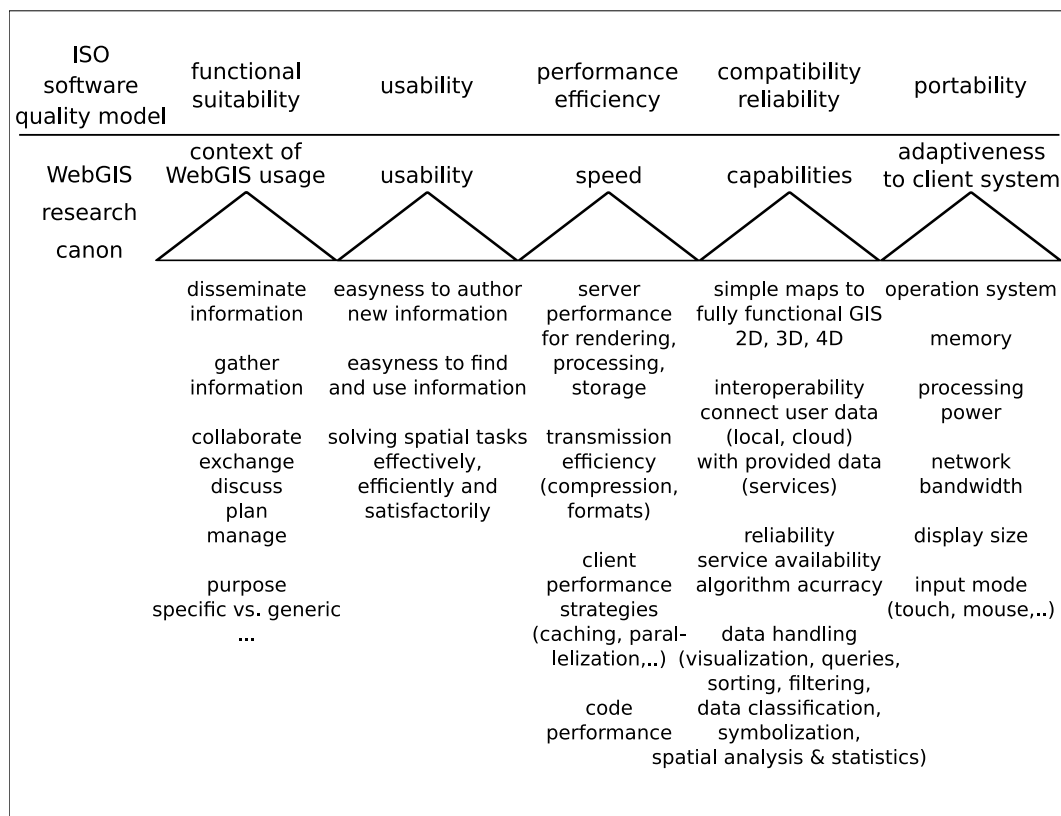 ISO
software
quality model
functional
suitability
usability
performance
efficiency
compatibility
reliability
portability
WebGIS
research
canon
context of
WebGIS usage
usability
speed
capabilities
adaptiveness
to client system
disseminate
information
gather
information
collaborate
exchange
discuss
plan
manage
purpose
specific vs. generic
...
easyness to author
new information
easyness to find
and use information
solving spatial tasks
effectively,
efficiently and
satisfactorily
server
performance
for rendering,
processing,
storage
transmission
efficiency
(compression,
formats)
client
performance
strategies
(caching, paral-
lelization,..)
code
performance
simple maps to
fully functional GIS
2D, 3D, 4D
interoperability
connect user data
(local, cloud)
with provided data
(services)
reliability
service availability
algorithm acurracy
data handling
(visualization, queries,
sorting, filtering,
data classification,
symbolization,
spatial analysis & statistics)
operation system
memory
processing
power
network
bandwidth
display size
input mode
(touch, mouse,..)